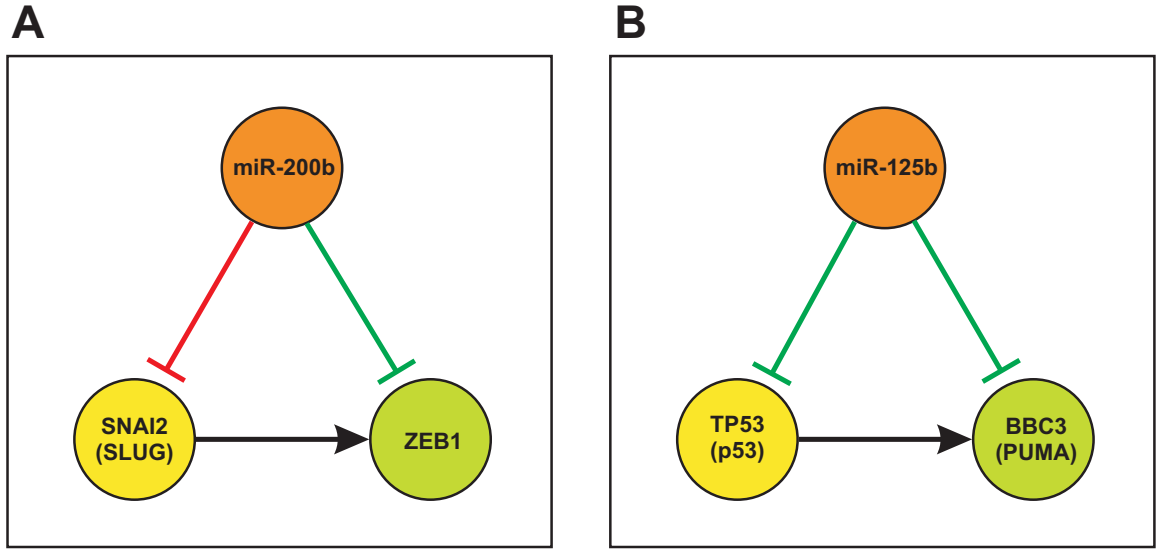 A
miR-200b
SNAI2
(SLUG)
ZEB1
B
miR-125b
TP53
(p53)
BBC3
(PUMA)